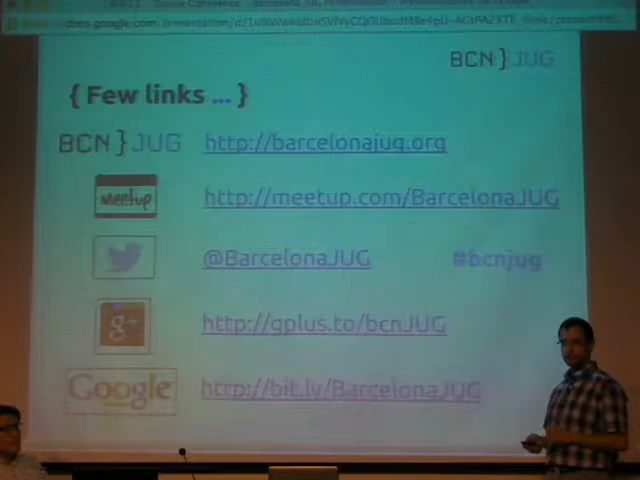 BCN}JUG
{ Few links ... }
BCN}JUG http://barcelonajug.org
Meetup http://meetup.com/BarcelonaJUG
@BarcelonaJUG #bcnjug
g+ http://gplus.to/bcnJUG
Google http://bit.ly/BarcelonaJUG